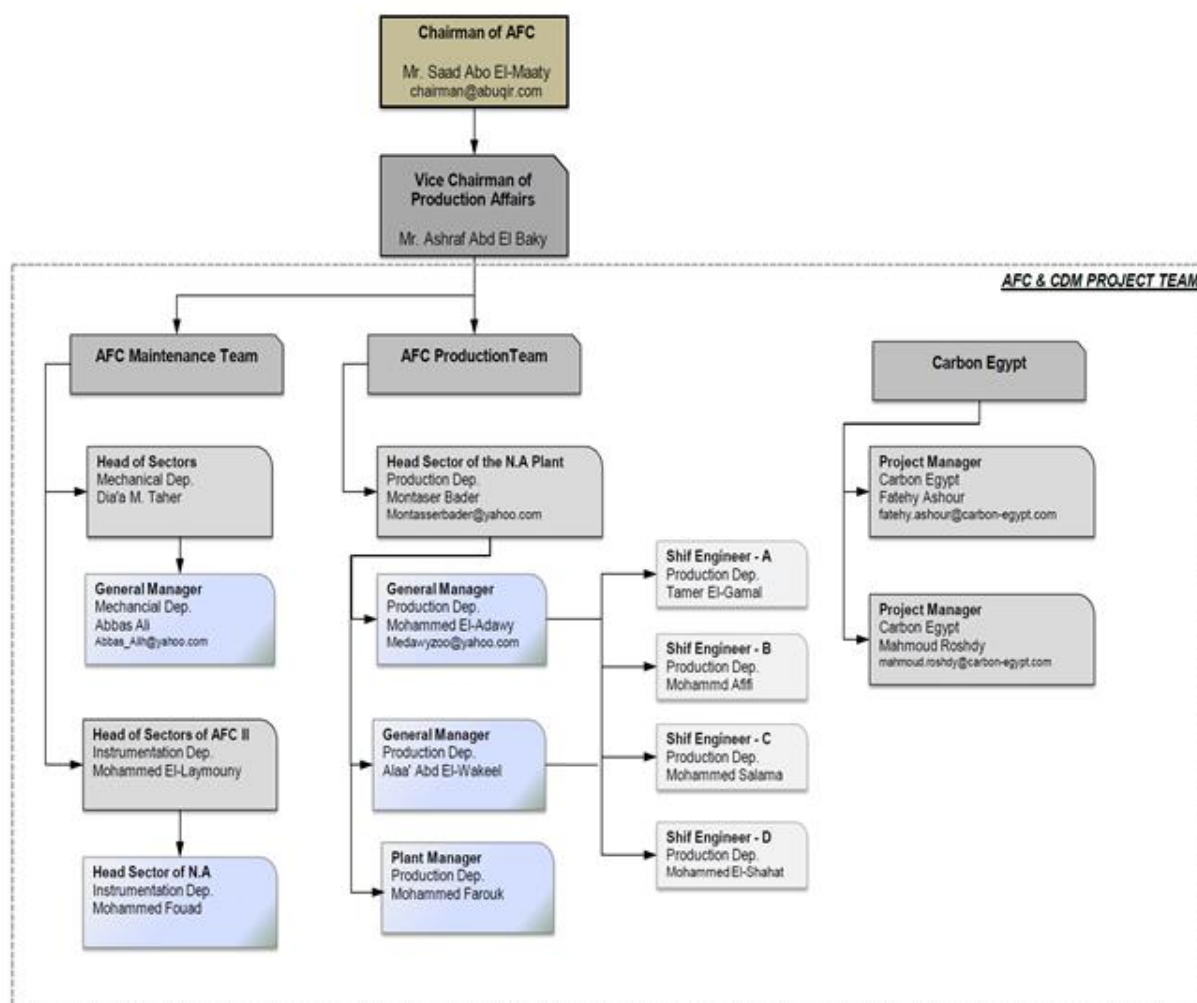 Chairman of AFC
Mr. Saad Abo El-Maaty
chairman@abuqir.com
Vice Chairman of
Production Affairs
Mr. Ashraf Abd El Baky
AFC & CDM PROJECT TEAM
AFC Maintenance Team
Head of Sectors
Mechanical Dep.
Dia'a M. Taher
General Manager
Mechancial Dep.
Abbas Ali
Abbas_Alih@yahoo.com
Head of Sectors of AFC II
Instrumentation Dep.
Mohammed El-Laymouny
Head Sector of N.A
Instrumentation Dep.
Mohammed Fouad
AFC ProductionTeam
Head Sector of the N.A Plant
Production Dep.
Montaser Bader
Montasserbader@yahoo.com
General Manager
Production Dep.
Mohammed El-Adawy
Medawyzoo@yahoo.com
General Manager
Production Dep.
Alaa' Abd El-Wakeel
Plant Manager
Production Dep.
Mohammed Farouk
Shif Engineer - A
Production Dep.
Tamer El-Gamal
Shif Engineer - B
Production Dep.
Mohammd Afifi
Shif Engineer - C
Production Dep.
Mohammed Salama
Shif Engineer - D
Production Dep.
Mohammed El-Shahat
Carbon Egypt
Project Manager
Carbon Egypt
Fatehy Ashour
fatehy.ashour@carbon-egypt.com
Project Manager
Carbon Egypt
Mahmoud Roshdy
mahmoud.roshdy@carbon-egypt.com